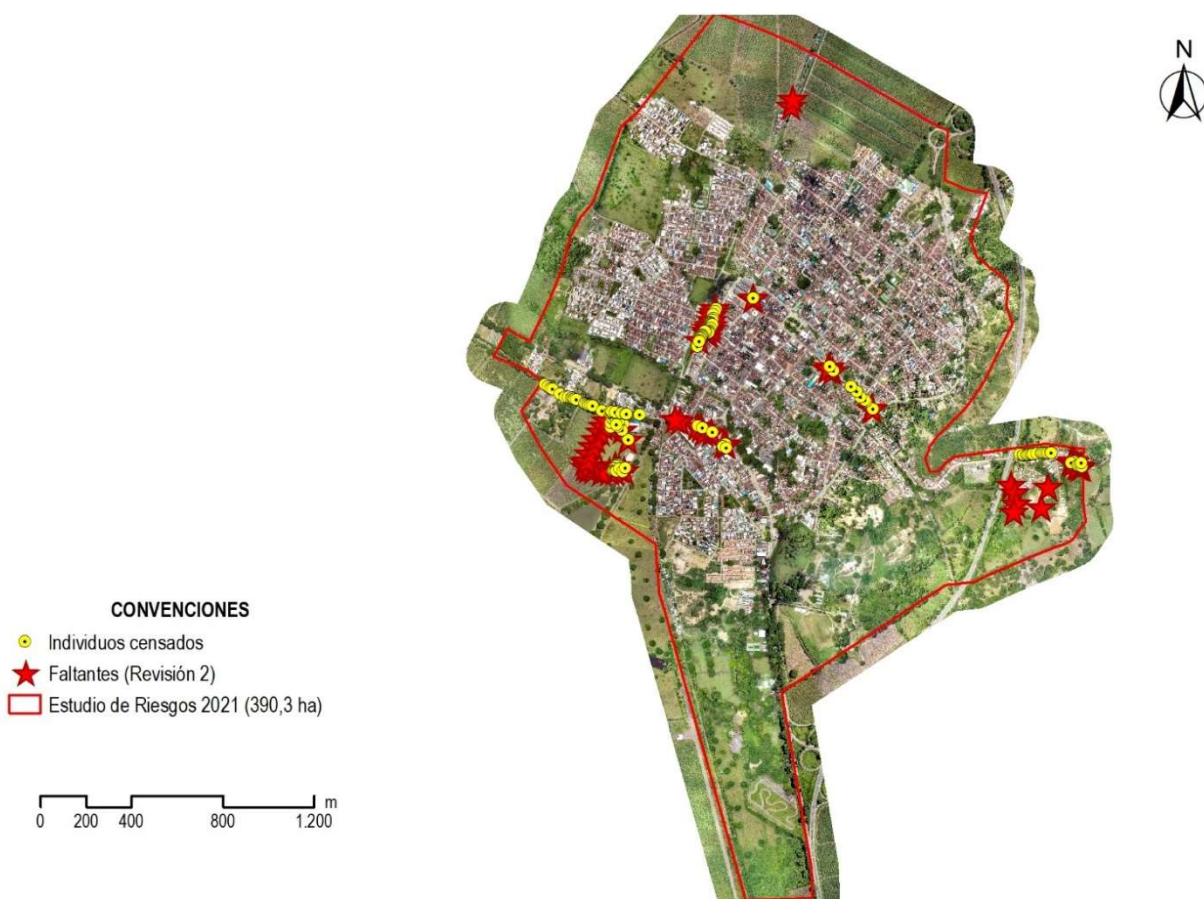 N
CONVENCIONES
Individuos censados
Faltantes (Revisión 2)
Estudio de Riesgos 2021 (390,3 ha)
m
0 200 400 800 1.200